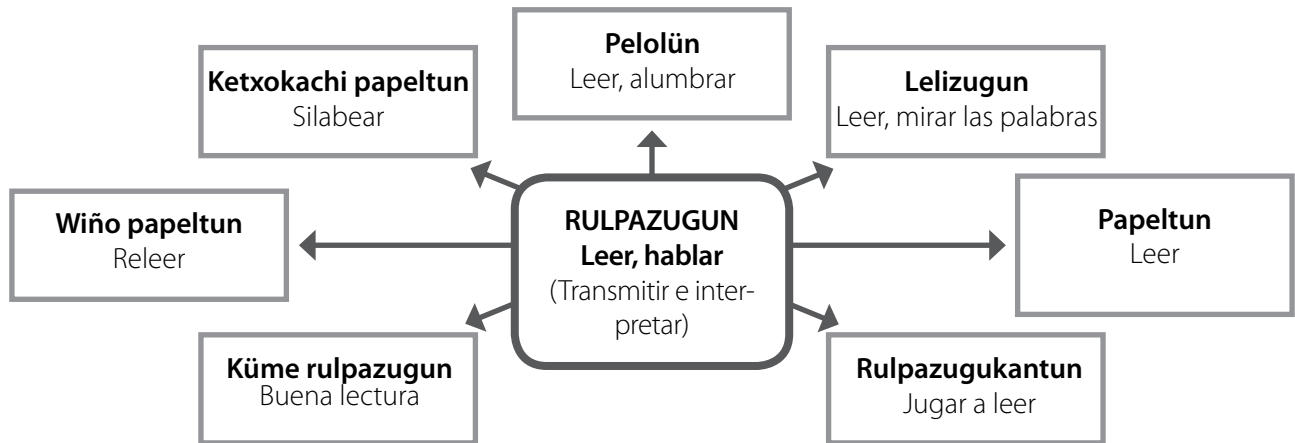 Pelolün
Leer, alumbrar
Ketxokachi papeltun
Silabear
Lelizugun
Leer, mirar las palabras
Wiño papeltun
Releer
RULPAZUGUN
Leer, hablar
(Transmitir e inter-
pretar)
Papeltun
Leer
Küme rulpazugun
Buena lectura
Rulpazugukantun
Jugar a leer